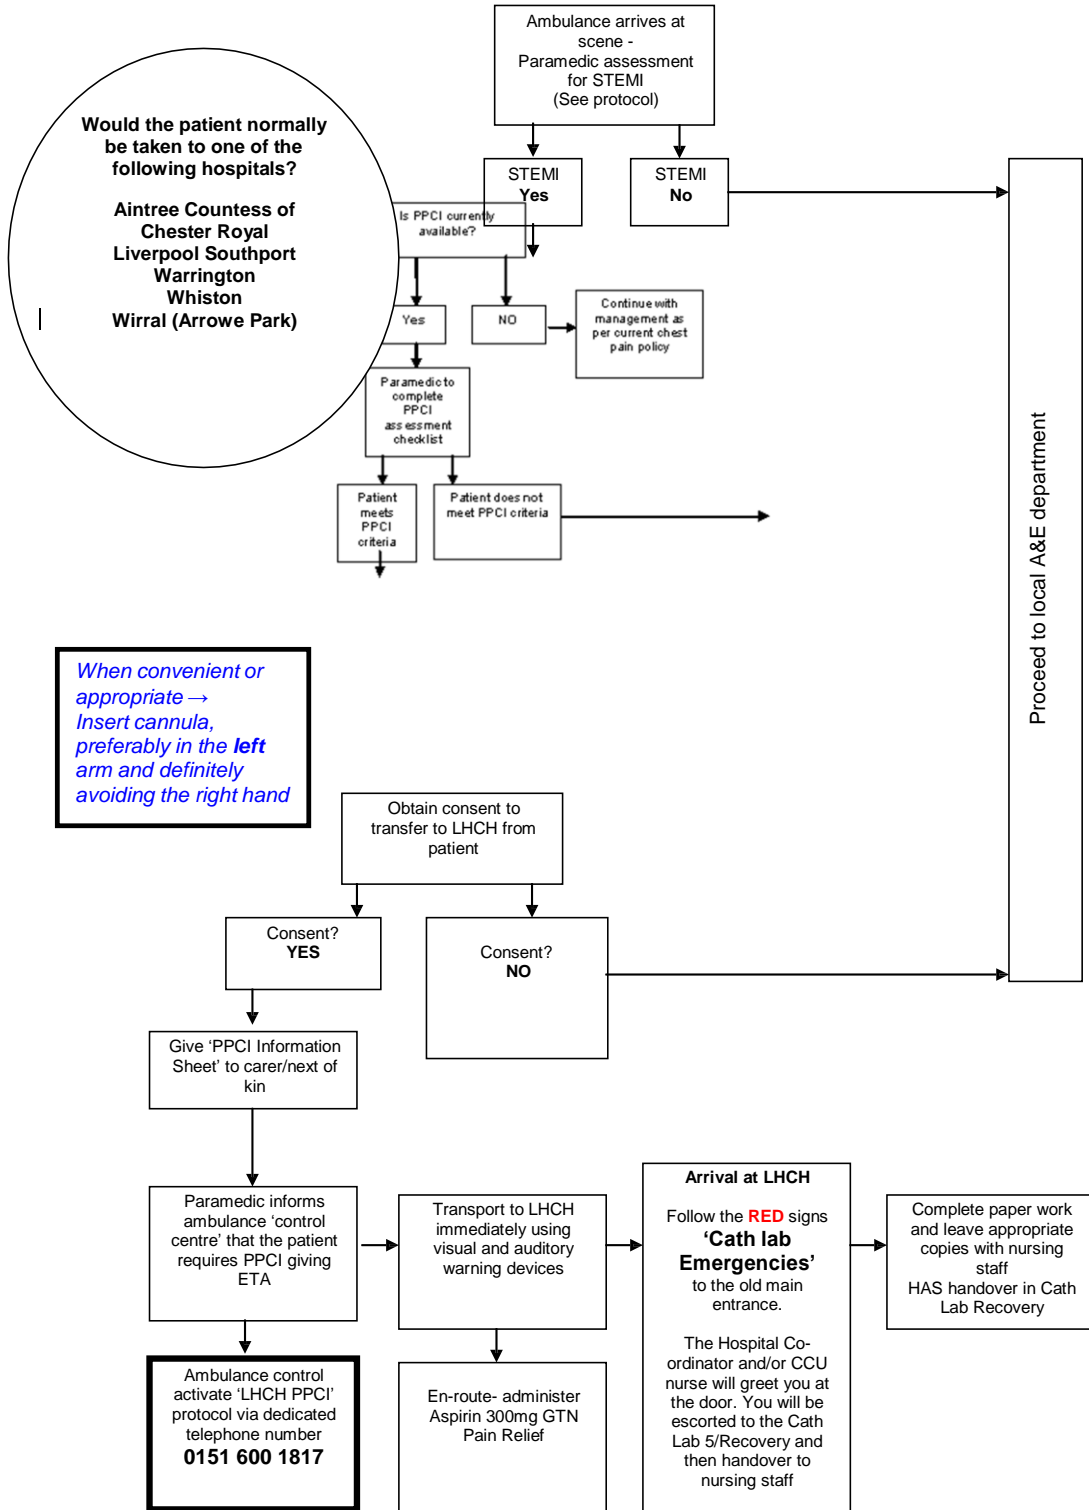 Ambulance arrives at
scene -
Paramedic assessment
for STEMI
(See protocol)
Would the patient normally
be taken to one of the
following hospitals?
Aintree Countess of
Chester Royal
Liverpool Southport
Warrington
Whiston
Wirral (Arrowe Park)
STEMI
Yes
STEMI
No
Is PPCI currently
available?
Yes
NO
Continue with
management as
per current chest
pain policy
Paramedic to
complete
PPCI
assessment
checklist
Patient
meets
PPCI
criteria
Patient does not
meet PPCI criteria
Proceed to local A&E department
When convenient or
appropriate →
Insert cannula,
preferably in the left
arm and definitely
avoiding the right hand
Obtain consent to
transfer to LHCH from
patient
Consent?
YES
Consent?
NO
Give ‘PPCI Information
Sheet’ to carer/next of
kin
Paramedic informs
ambulance ‘control
centre’ that the patient
requires PPCI giving
ETA
Transport to LHCH
immediately using
visual and auditory
warning devices
Arrival at LHCH
Follow the RED signs
‘Cath lab
Emergencies’
to the old main
entrance.
The Hospital Co-
ordinator and/or CCU
nurse will greet you at
the door. You will be
escorted to the Cath
Lab 5/Recovery and
then handover to
nursing staff
Complete paper work
and leave appropriate
copies with nursing
staff
HAS handover in Cath
Lab Recovery
Ambulance control
activate ‘LHCH PPCI’
protocol via dedicated
telephone number
0151 600 1817
En-route- administer
Aspirin 300mg GTN
Pain Relief